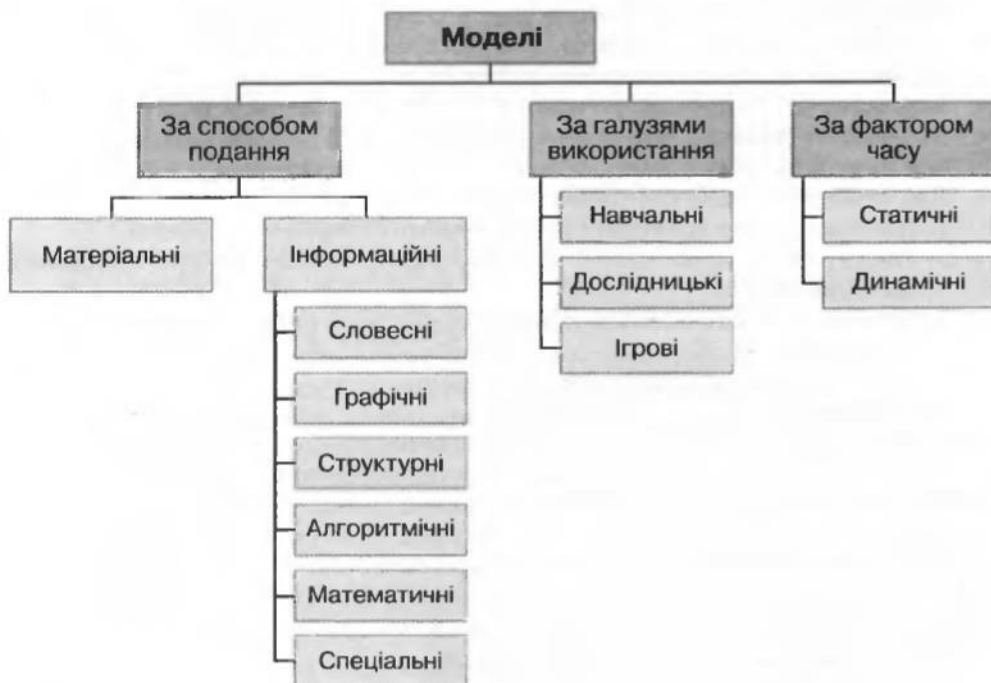 Моделі
За способом
подання
За галузями
використання
За фактором
часу
Матеріальні
Інформаційні
Словесні
Графічні
Структурні
Алгоритмічні
Математичні
Спеціальні
Навчальні
Дослідницькі
Ігрові
Статичні
Динамічні